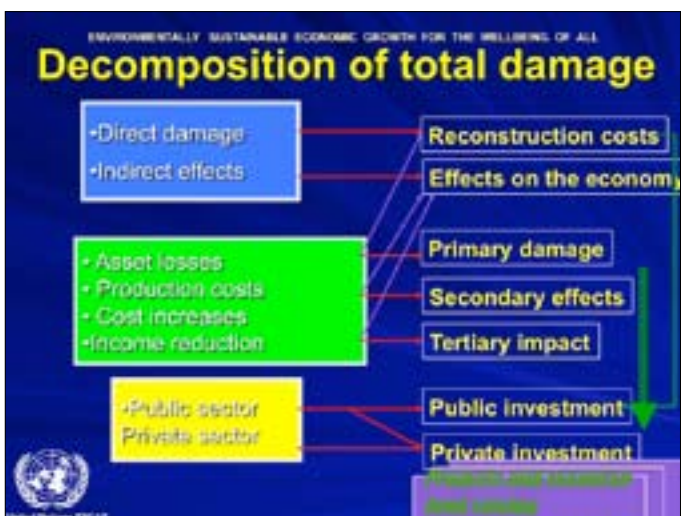 ENVIRONMENTALLY SUSTAINABLE ECONOMIC GROWTH FOR THE WELLBEING OF ALL
Decomposition of total damage
•Direct damage
•Indirect effects
Reconstruction costs
Effects on the economy
• Asset losses
• Production costs
• Cost increases
•Income reduction
Primary damage
Secondary effects
Tertiary impact
•Public sector
Private sector
Public investment
Private investment